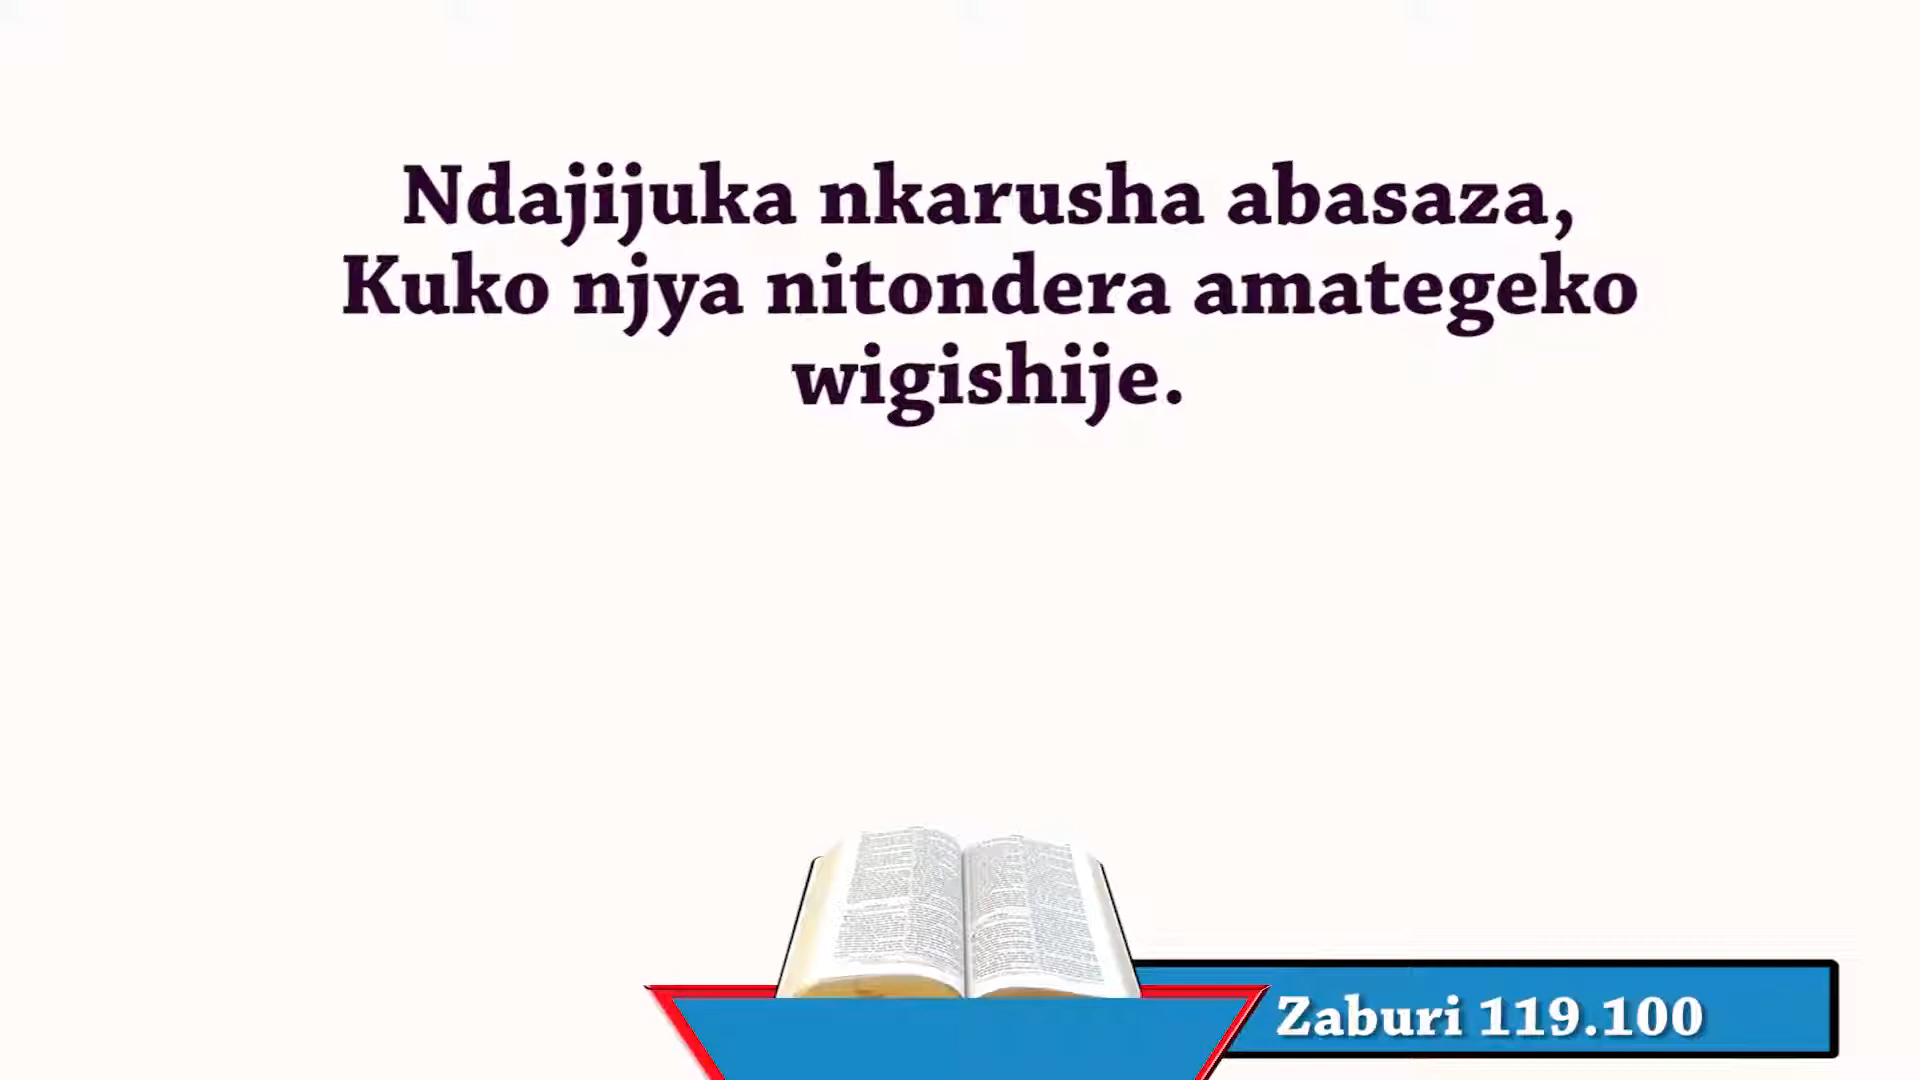 Ndajijuka nkarusha abasaza,
Kuko njya nitondera amategeko
wigishije.
Zaburi 119.100